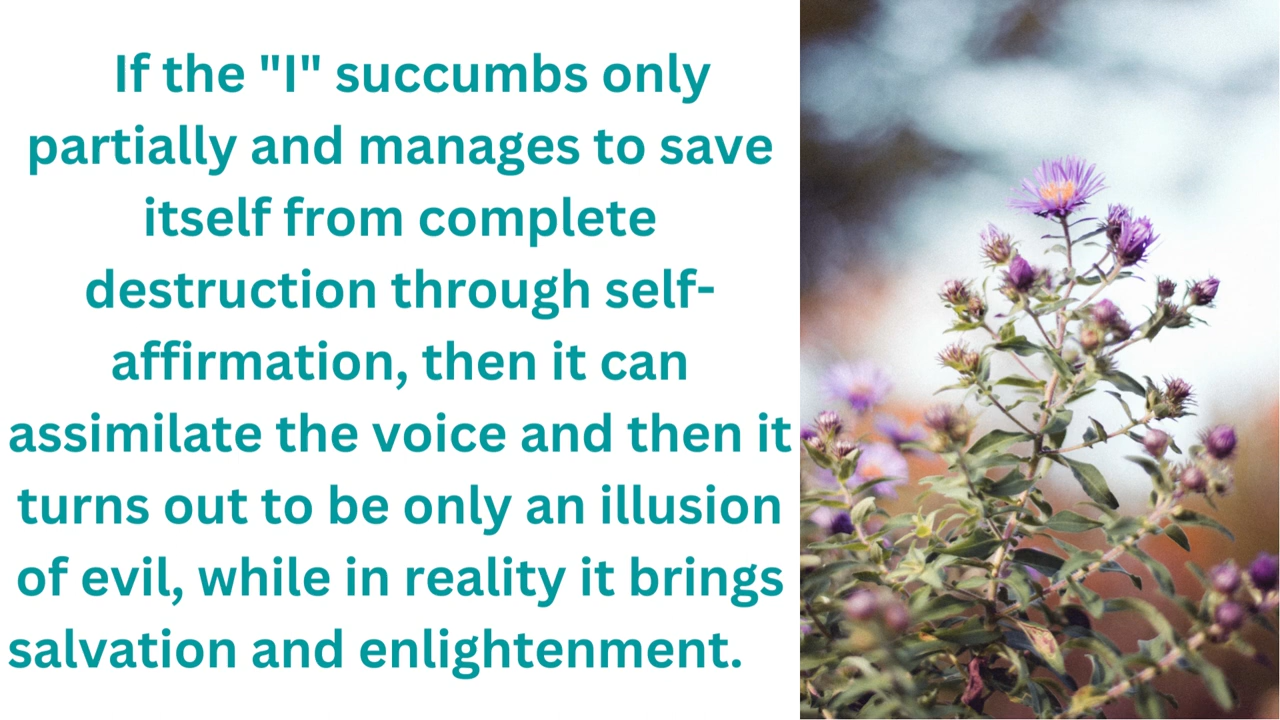 If the "I" succumbs only
partially and manages to save
itself from complete
destruction through self-
affirmation, then it can
assimilate the voice and then it
turns out to be only an illusion
of evil, while in reality it brings
salvation and enlightenment.